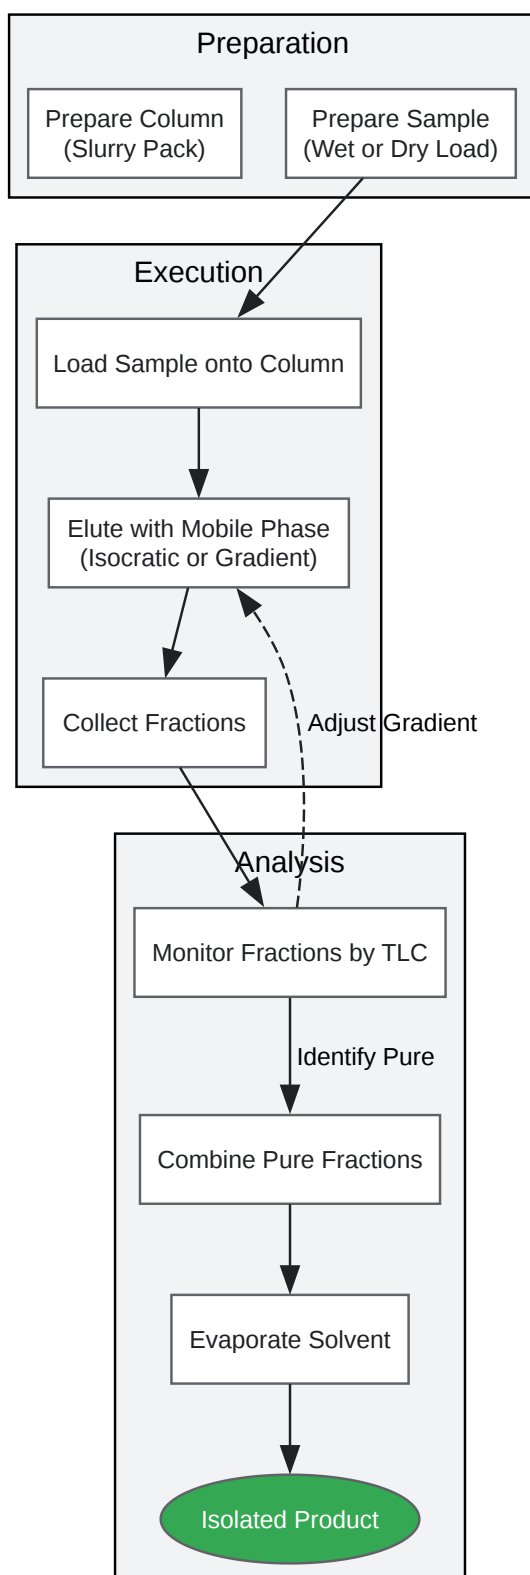 Preparation
Prepare Column
(Slurry Pack)
Prepare Sample
(Wet or Dry Load)
Execution
Load Sample onto Column
Elute with Mobile Phase
(Isocratic or Gradient)
Collect Fractions
Adjust Gradient
Analysis
Monitor Fractions by TLC
Identify Pure
Combine Pure Fractions
Evaporate Solvent
Isolated Product